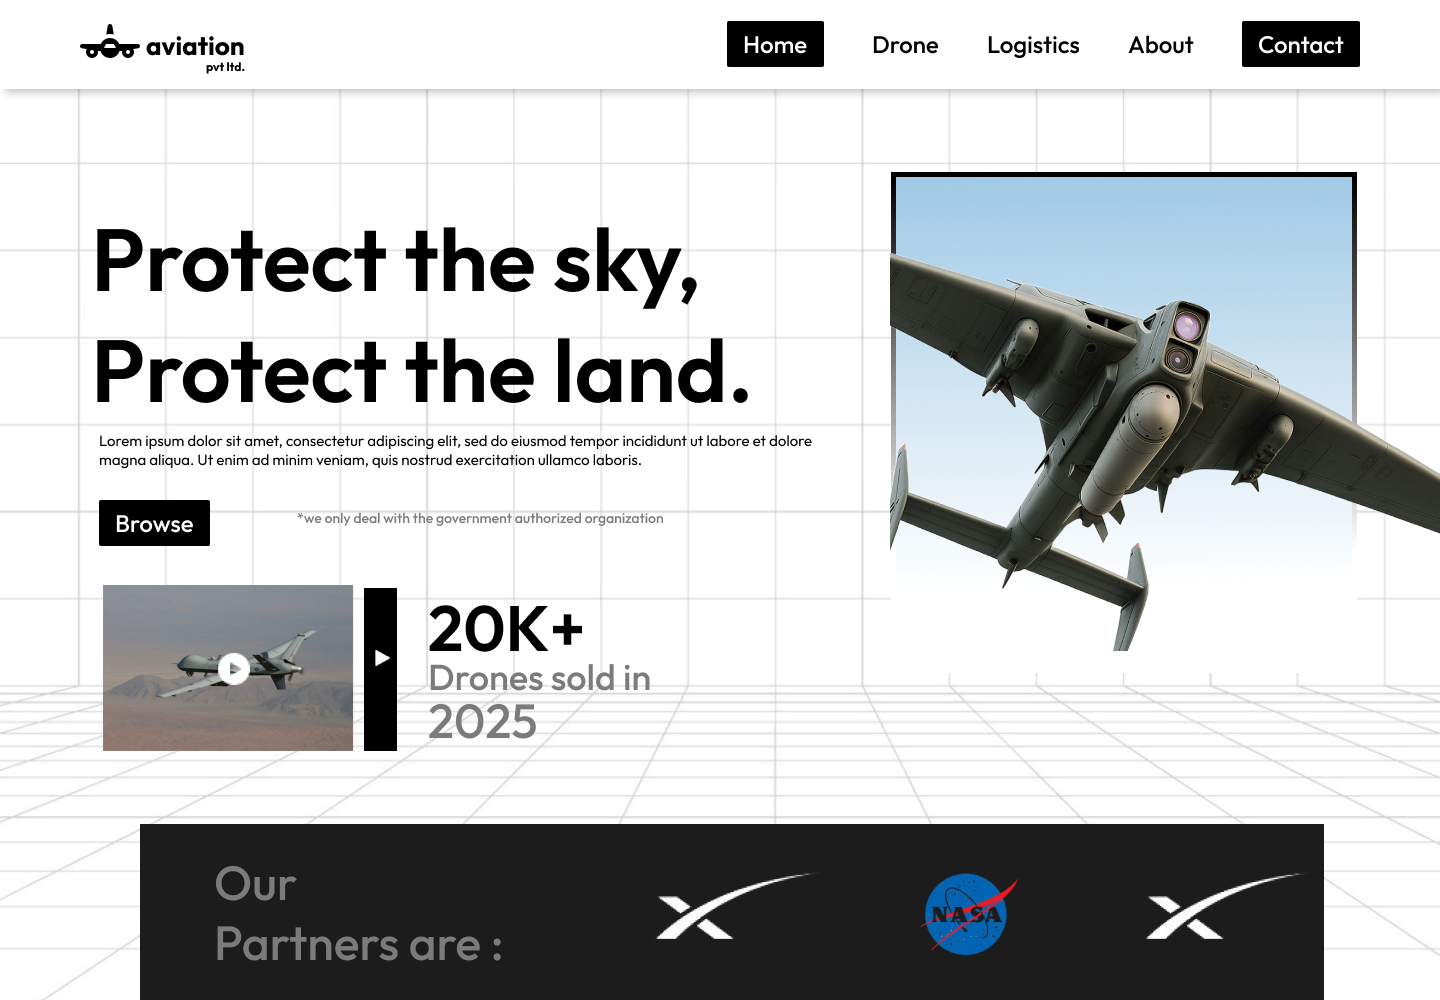 aviation
pvt ltd.
Home
Drone
Logistics
About
Contact
Protect the sky,
Protect the land.
Lorem ipsum dolor sit amet, consectetur adipiscing elit, sed do eiusmod tempor incididunt ut labore et dolore
magna aliqua. Ut enim ad minim veniam, quis nostrud exercitation ullamco laboris.
Browse
*we only deal with the government authorized organization
20K+
Drones sold in
2025
Our
Partners are :
NASA